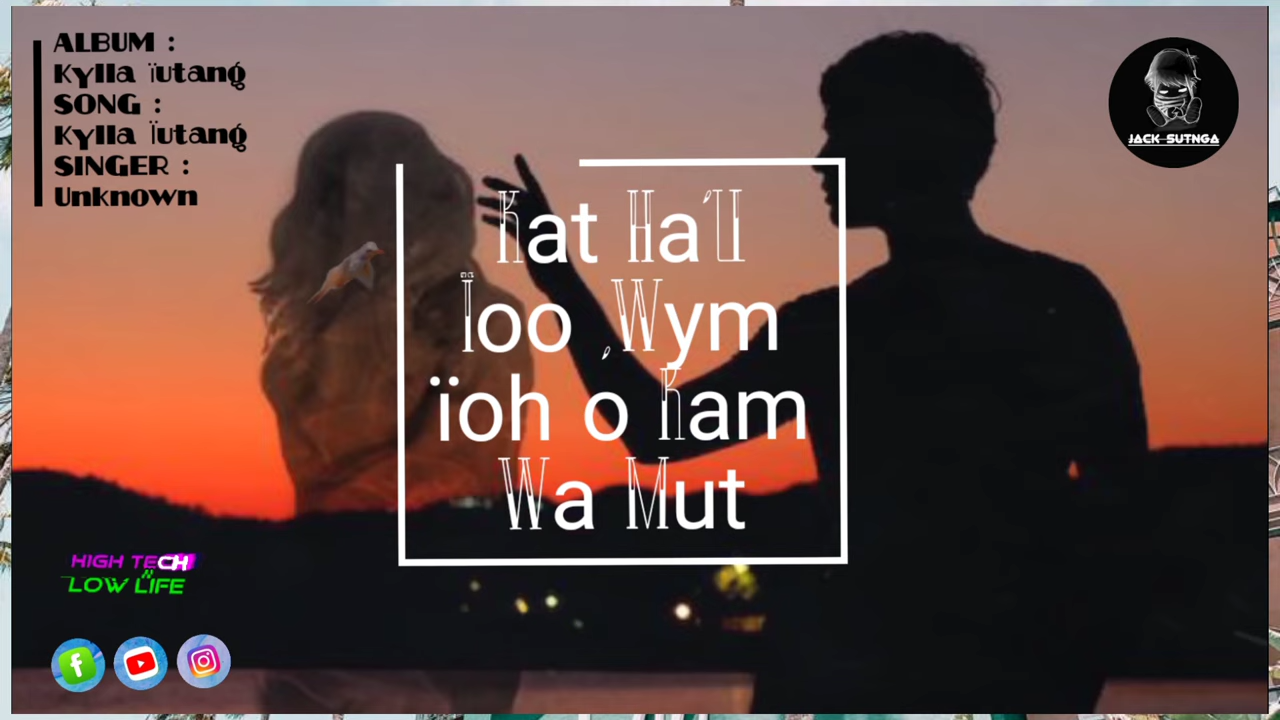 ALBUM :
Kylla ïutang
SONG :
Kylla Ïutang
SINGER :
Unknown
JACK SUTNGA
Kat Ha'U
Ïoo ,Wym
ïoh o Kam
Wa Mut
HIGH TECH
LOW LIFE